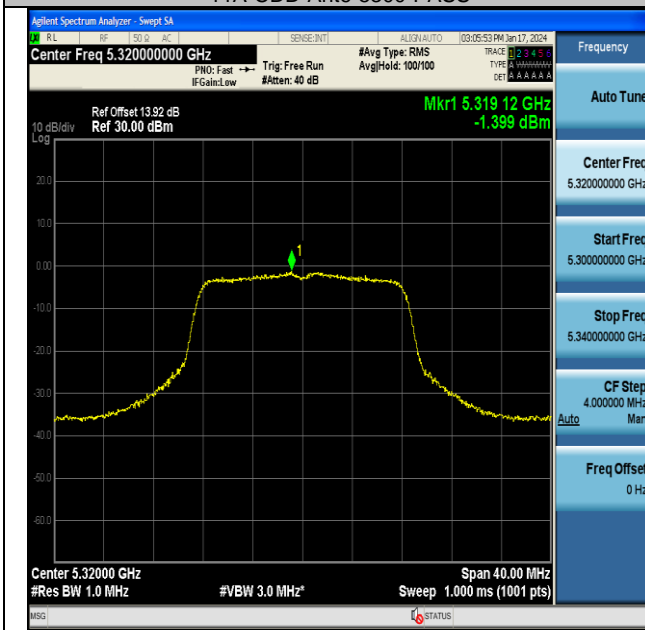 Agilent Spectrum Analyzer - Swept SA
RL RF 50 Ω AC SENSE:INT ALIGN AUTO 03:05:53 PM Jan 17, 2024
Center Freq 5.320000000 GHz
PNO: Fast
IFGain:Low
Trig: Free Run
#Atten: 40 dB
#Avg Type: RMS
Avg|Hold: 100/100
TRACE 1 2 3 4 5 6
TYPE A
DET A A A A A A
Frequency
Ref Offset 13.92 dB
10 dB/div Ref 30.00 dBm
Log
Mkr1 5.319 12 GHz
-1.399 dBm
Auto Tune
20.0
10.0
0.00
-10.0
-20.0
-30.0
-40.0
-50.0
-60.0
1
Center Freq
5.320000000 GHz
Start Freq
5.300000000 GHz
Stop Freq
5.340000000 GHz
CF Step
4.000000 MHz
Auto Man
Freq Offset
0 Hz
Center 5.32000 GHz Span 40.00 MHz
#Res BW 1.0 MHz #VBW 3.0 MHz* Sweep 1.000 ms (1001 pts)
MSG STATUS